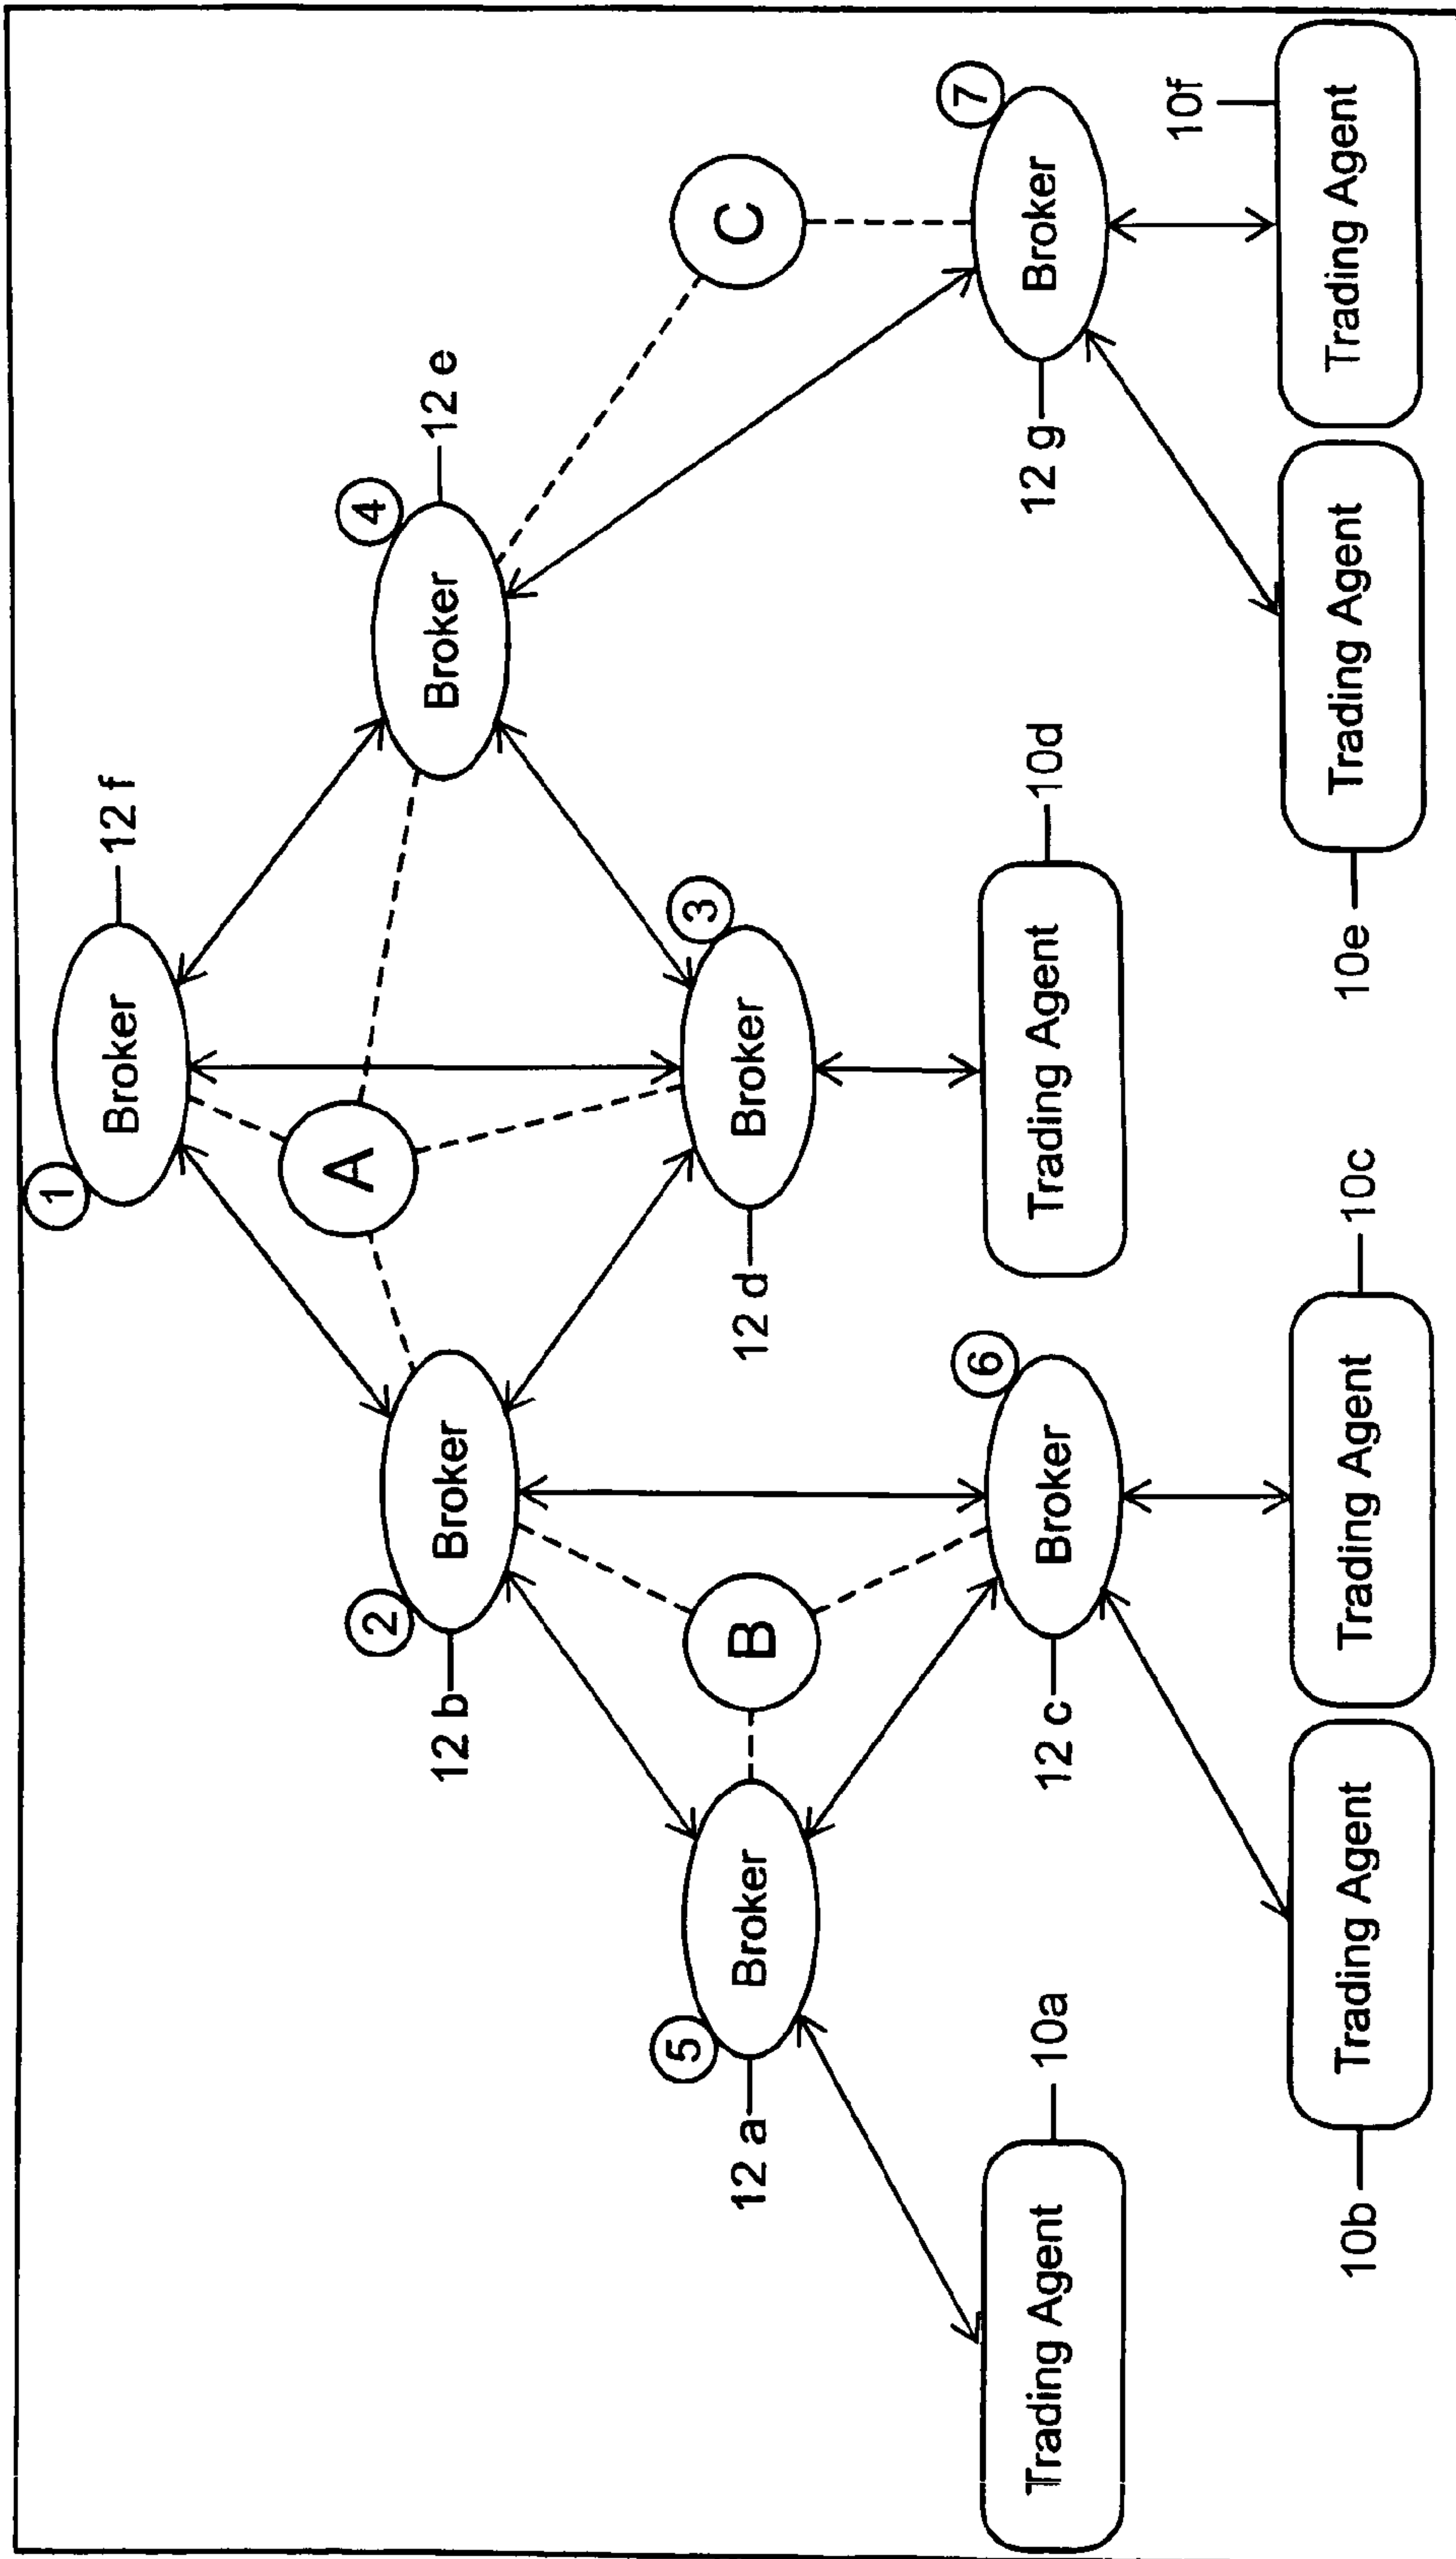 1
Broker
12 f
A
2
Broker
12 b
4
Broker
12 e
5
Broker
12 a
B
3
Broker
12 d
C
6
Broker
12 c
7
Broker
12 g
Trading Agent
10a
Trading Agent
10d
10f
Trading Agent
10b
Trading Agent
10c
Trading Agent
10e
Trading Agent